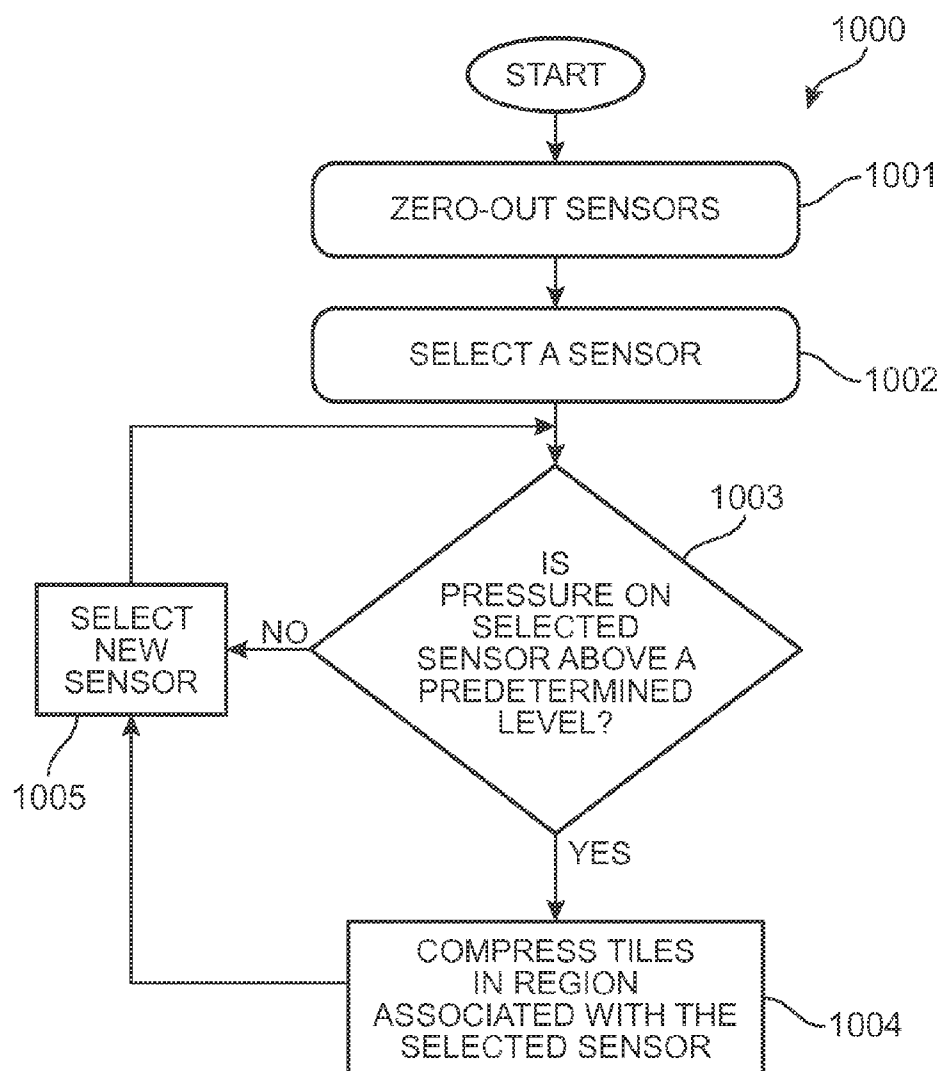 1000
START
ZERO-OUT SENSORS
1001
SELECT A SENSOR
1002
1003
IS
PRESSURE ON
SELECTED
SENSOR ABOVE A
PREDETERMINED
LEVEL?
NO
SELECT
NEW
SENSOR
1005
YES
COMPRESS TILES
IN REGION
ASSOCIATED WITH THE
SELECTED SENSOR
1004